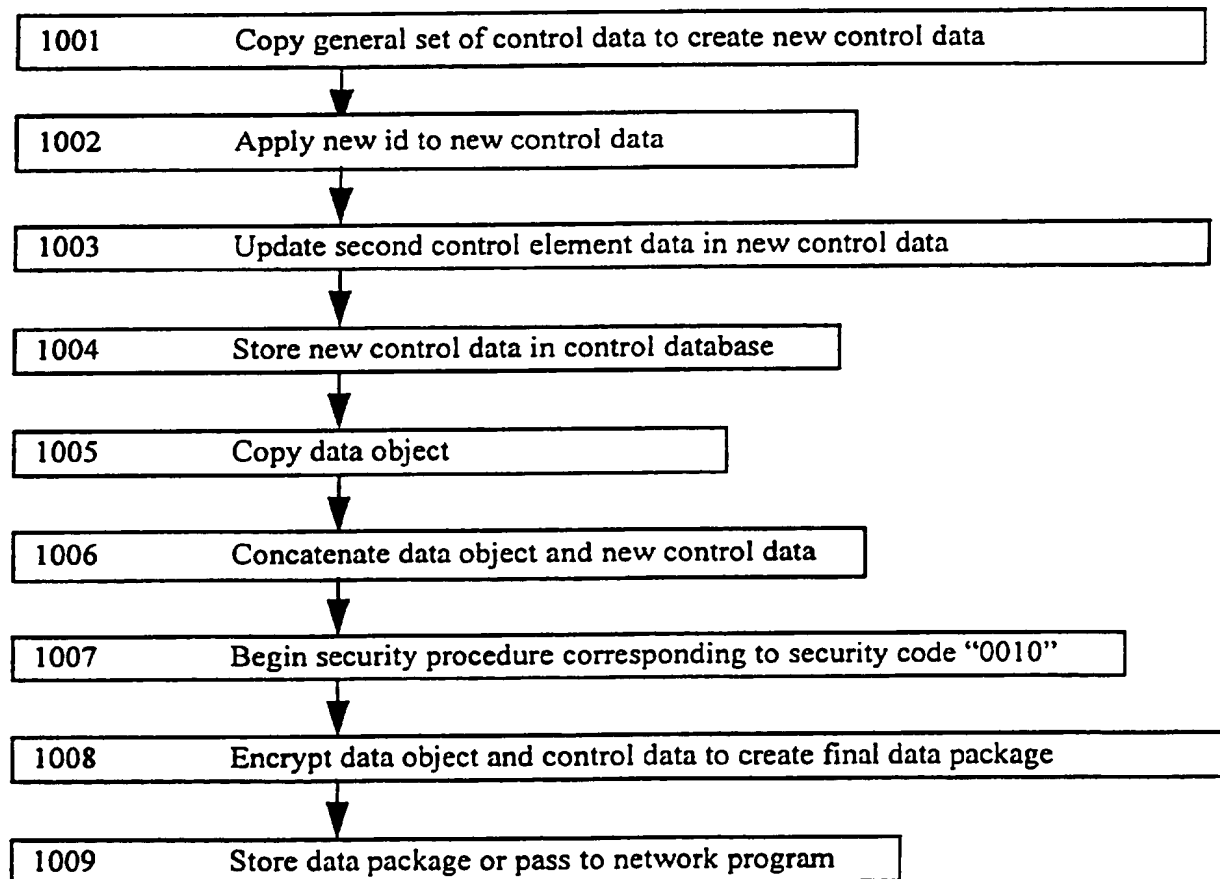 1001 Copy general set of control data to create new control data
1002 Apply new id to new control data
1003 Update second control element data in new control data
1004 Store new control data in control database
1005 Copy data object
1006 Concatenate data object and new control data
1007 Begin security procedure corresponding to security code “0010”
1008 Encrypt data object and control data to create final data package
1009 Store data package or pass to network program